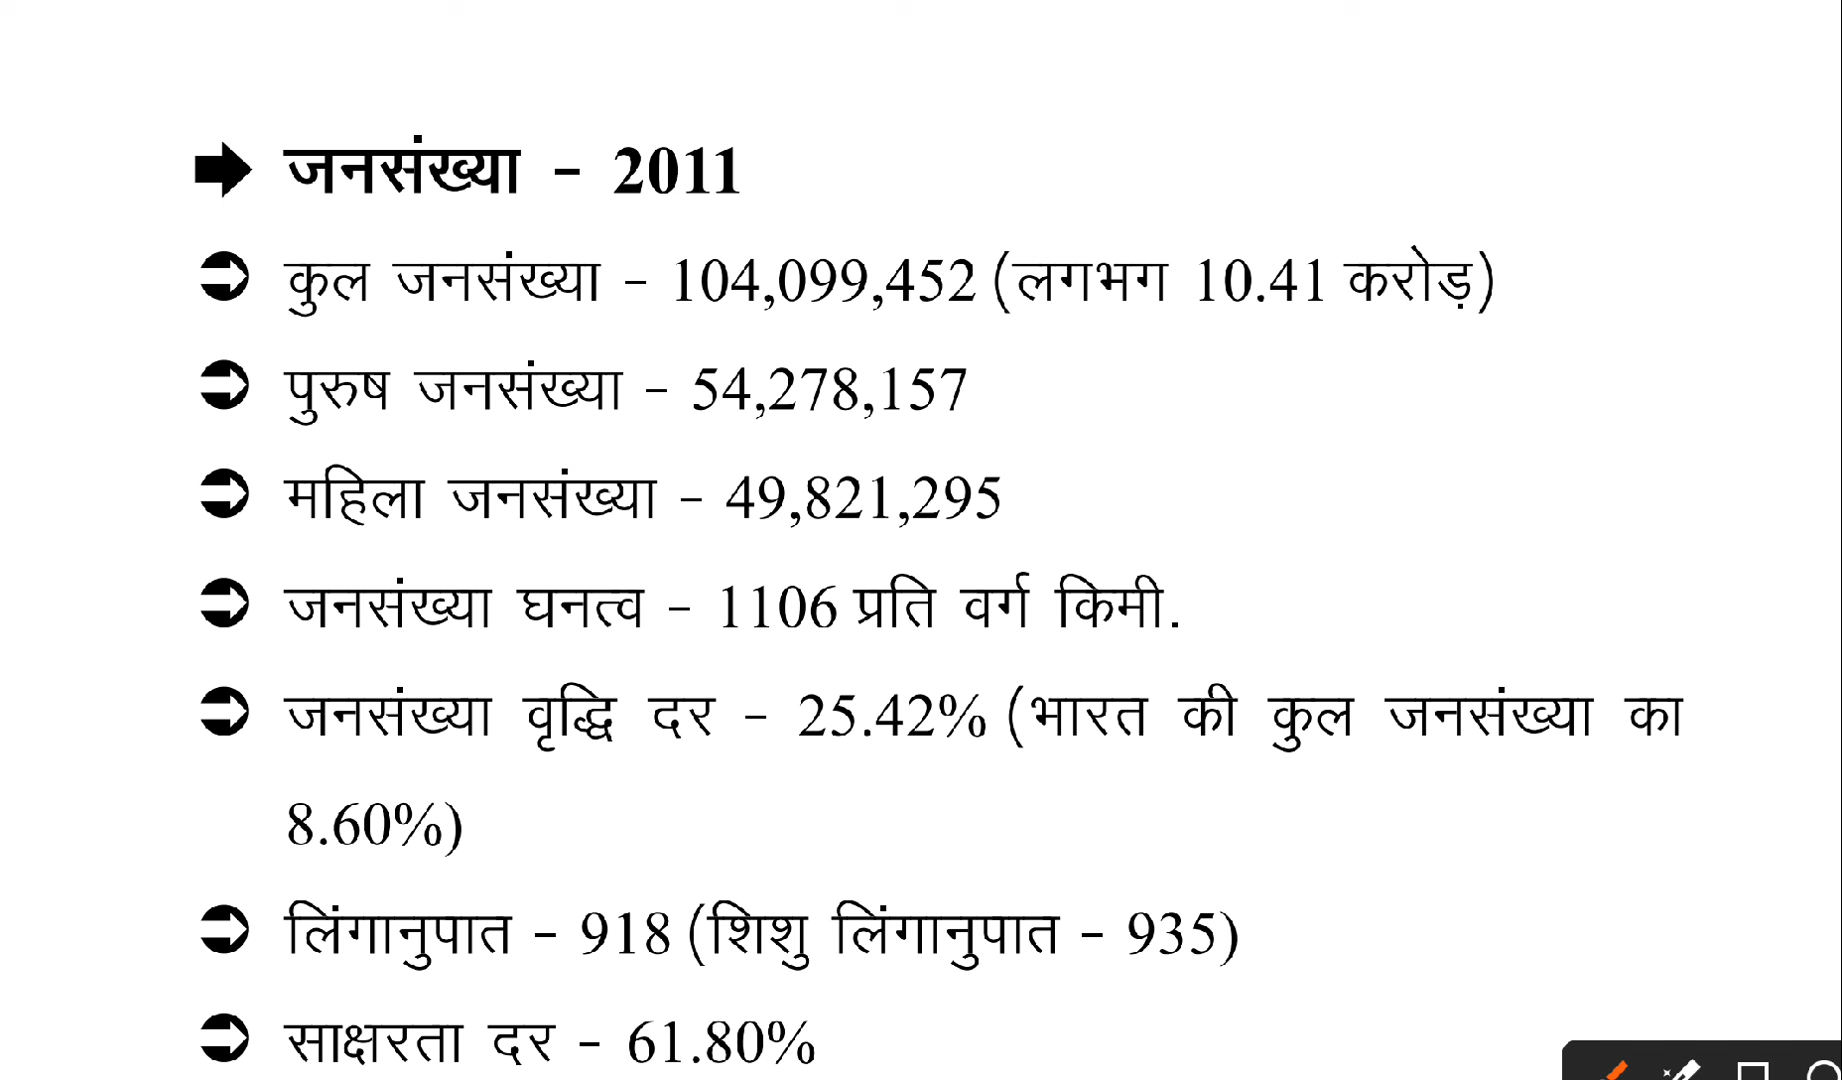 जनसंख्या - 2011
कुल जनसंख्या - 104,099,452 (लगभग 10.41 करोड़)
पुरुष जनसंख्या - 54,278,157
महिला जनसंख्या - 49,821,295
जनसंख्या घनत्व - 1106 प्रति वर्ग किमी.
जनसंख्या वृद्धि दर - 25.42% (भारत की कुल जनसंख्या का
8.60%)
लिंगानुपात - 918 (शिशु लिंगानुपात - 935)
साक्षरता दर - 61.80%